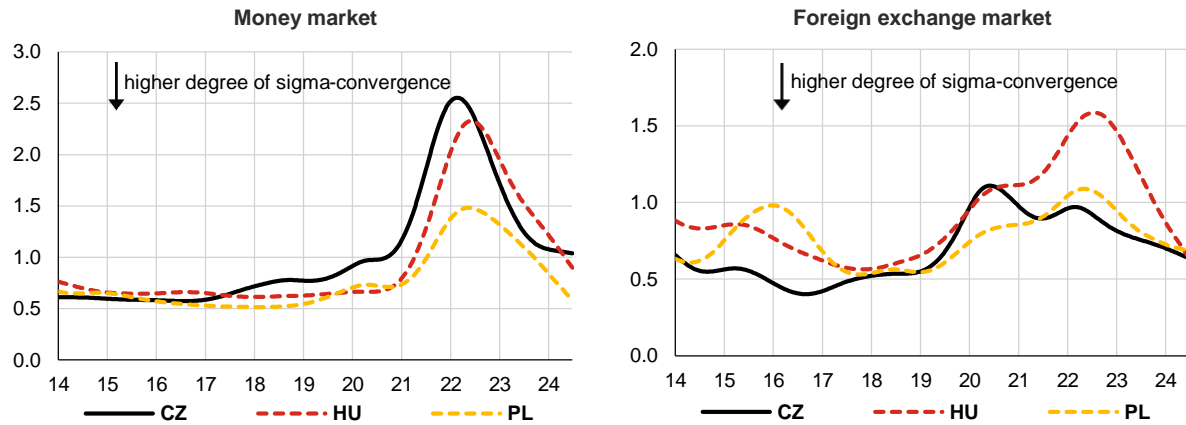 Money market
3.0
2.5
2.0
1.5
1.0
0.5
0.0
higher degree of sigma-convergence
14 15 16 17 18 19 20 21 22 23 24
CZ HU PL
Foreign exchange market
2.0
1.5
1.0
0.5
0.0
higher degree of sigma-convergence
14 15 16 17 18 19 20 21 22 23 24
CZ HU PL